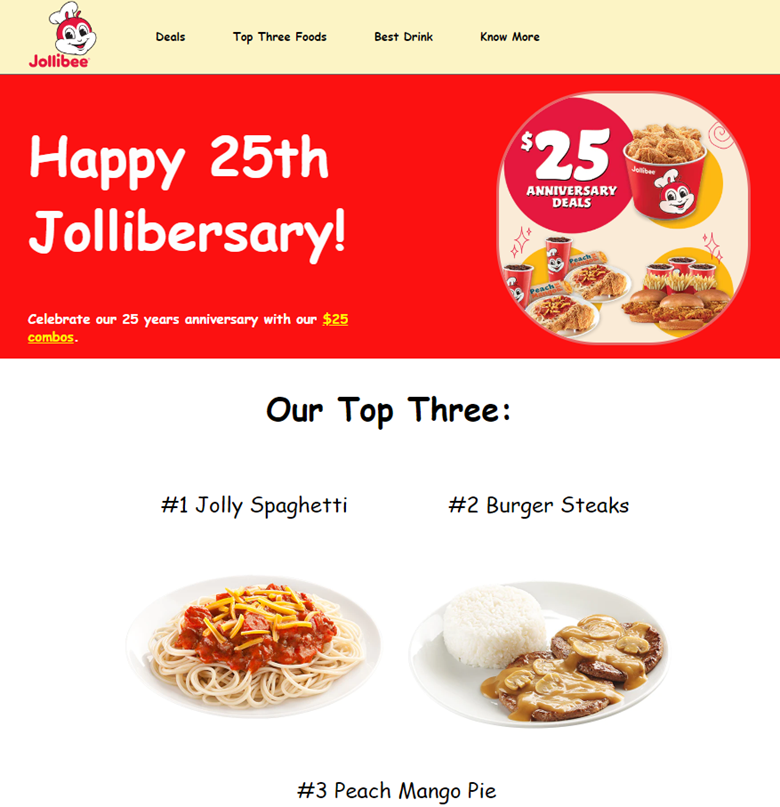 Jollibee
Deals
Top Three Foods
Best Drink
Know More
Happy 25th
Jollibersary!
Celebrate our 25 years anniversary with our $25
combos.
$25
ANNIVERSARY
DEALS
Jollibee
Peach
Peach
Our Top Three:
#1 Jolly Spaghetti
#2 Burger Steaks
#3 Peach Mango Pie